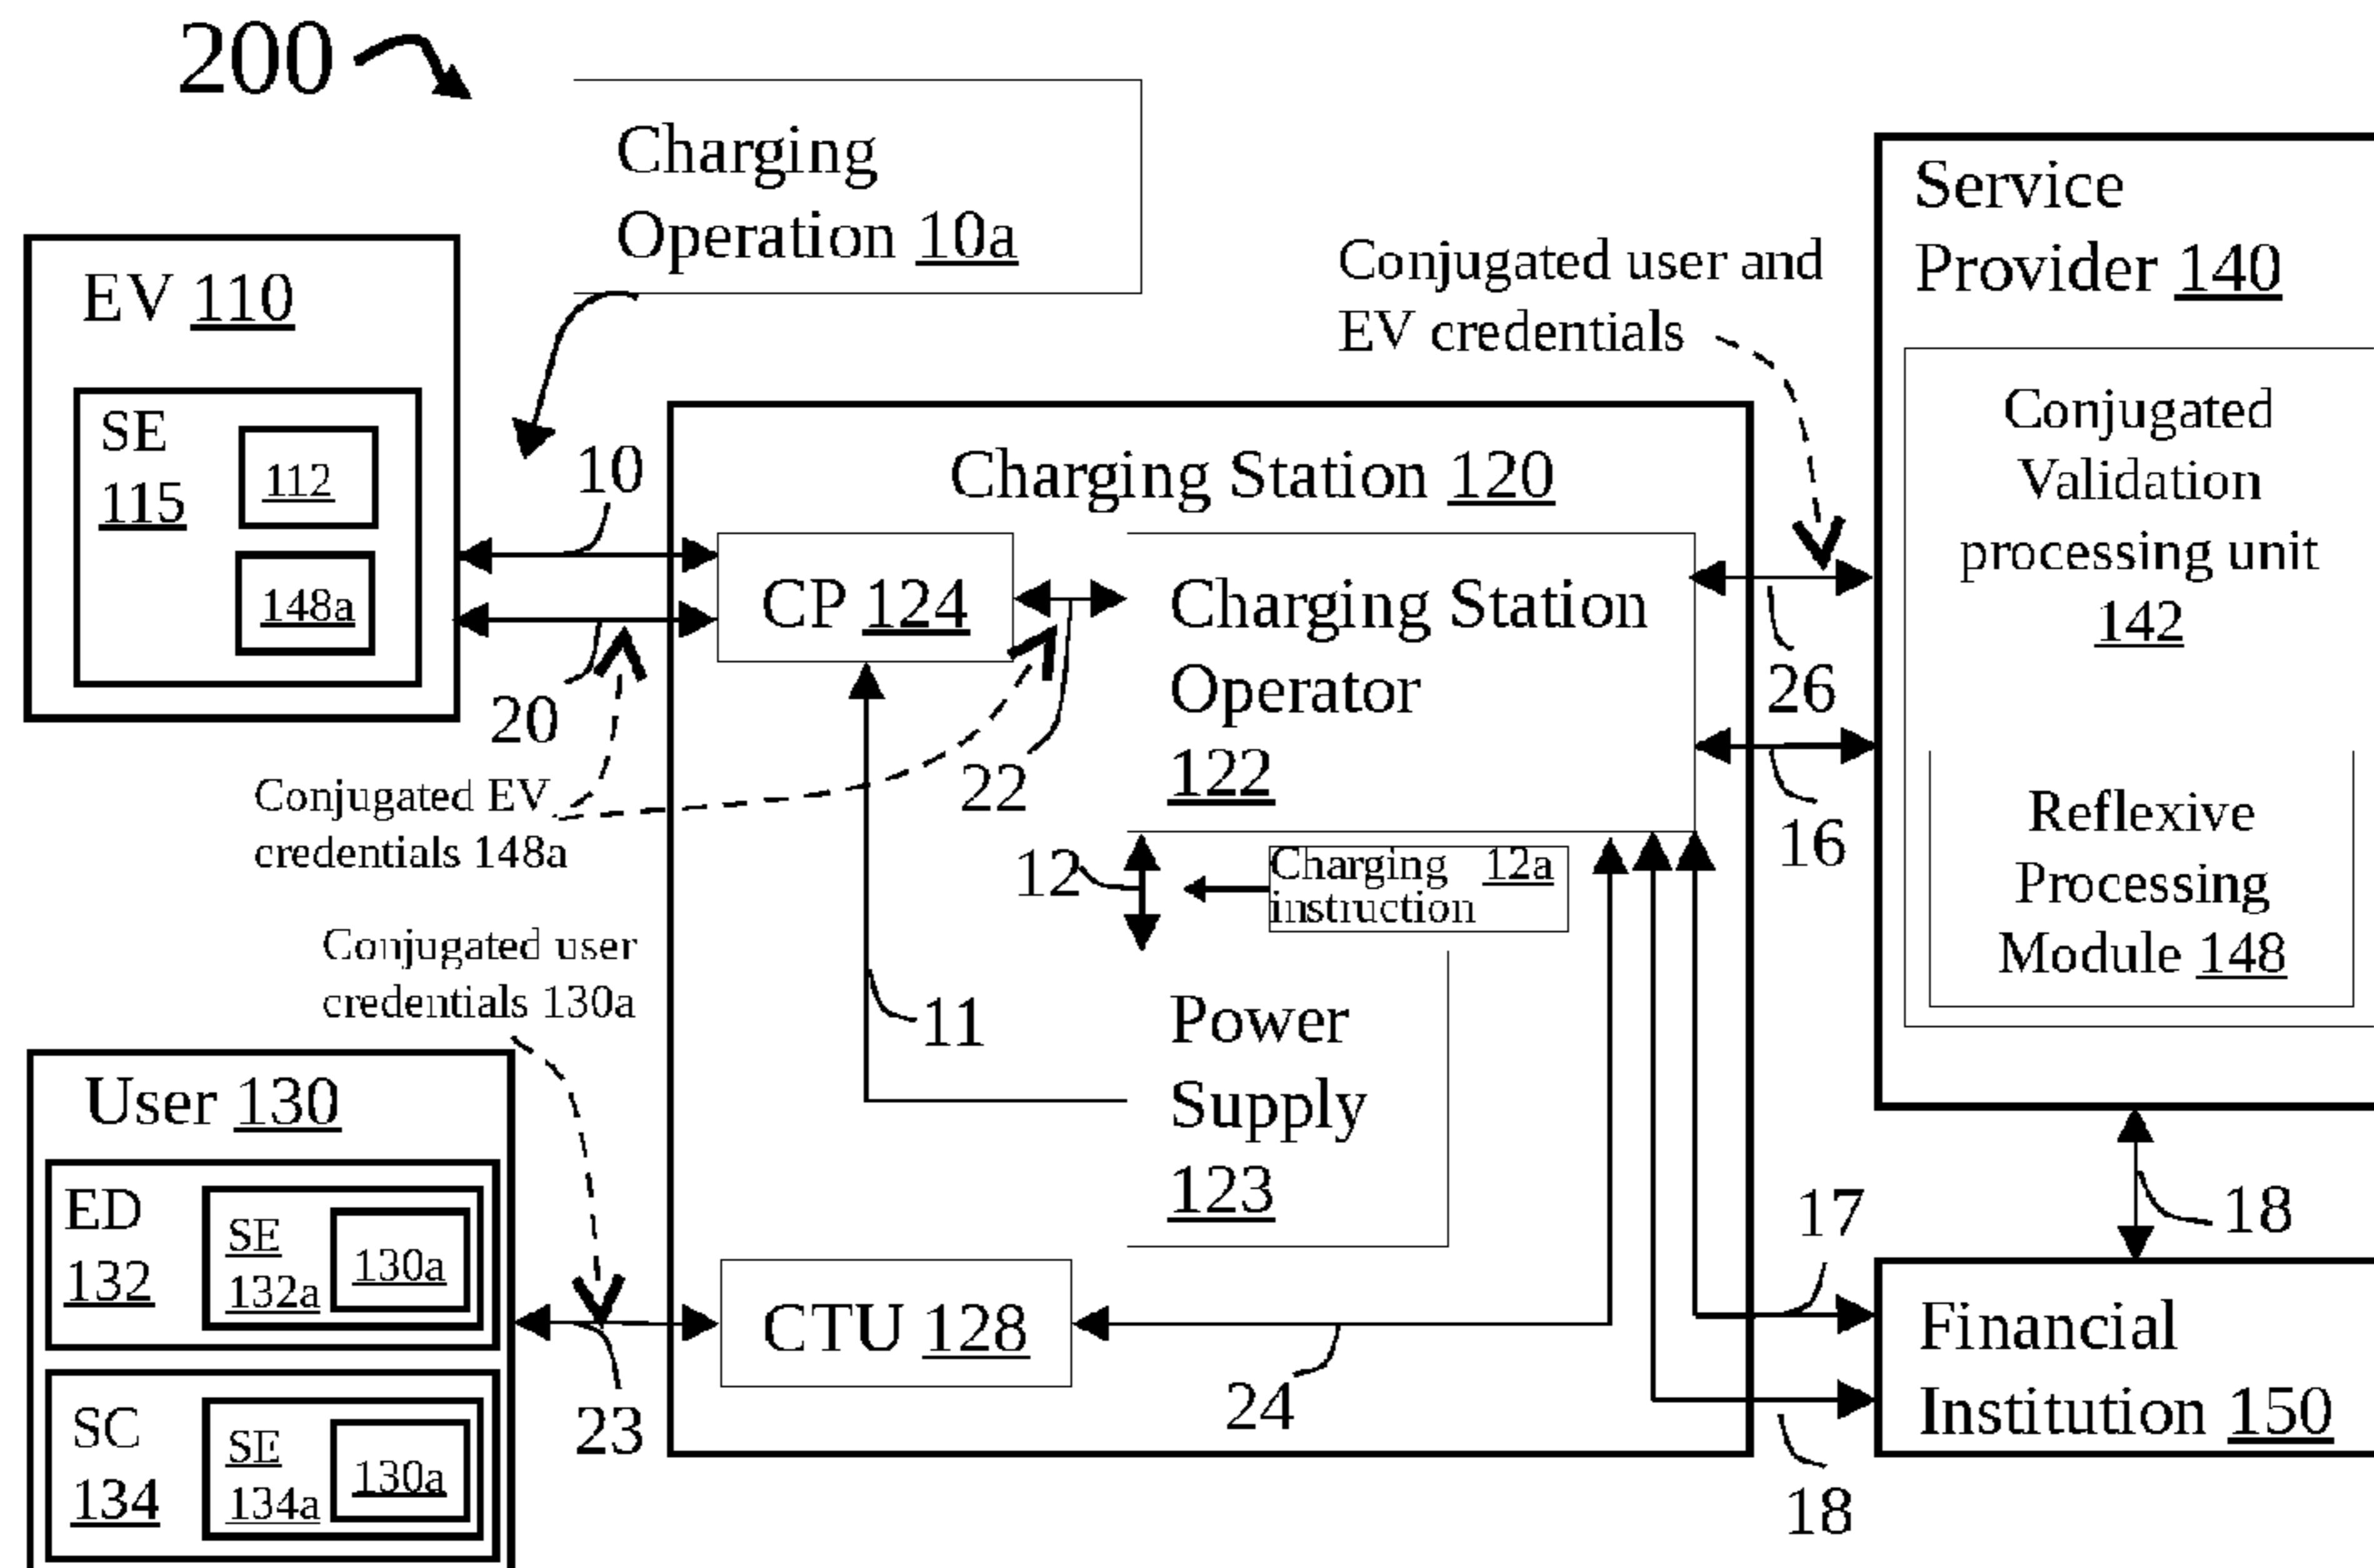 200
Charging
Operation 10a
EV 110
SE
115
112
148a
10
20
Conjugated EV
credentials 148a
Conjugated user
credentials 130a
User 130
ED
132
SE
132a
130a
SC
134
SE
134a
130a
23
Charging Station 120
CP 124
22
Charging Station
Operator
122
12
Charging 12a
instruction
11
Power
Supply
123
CTU 128
24
Conjugated user and
EV credentials
26
16
Service
Provider 140
Conjugated
Validation
processing unit
142
Reflexive
Processing
Module 148
18
17
Financial
Institution 150
18